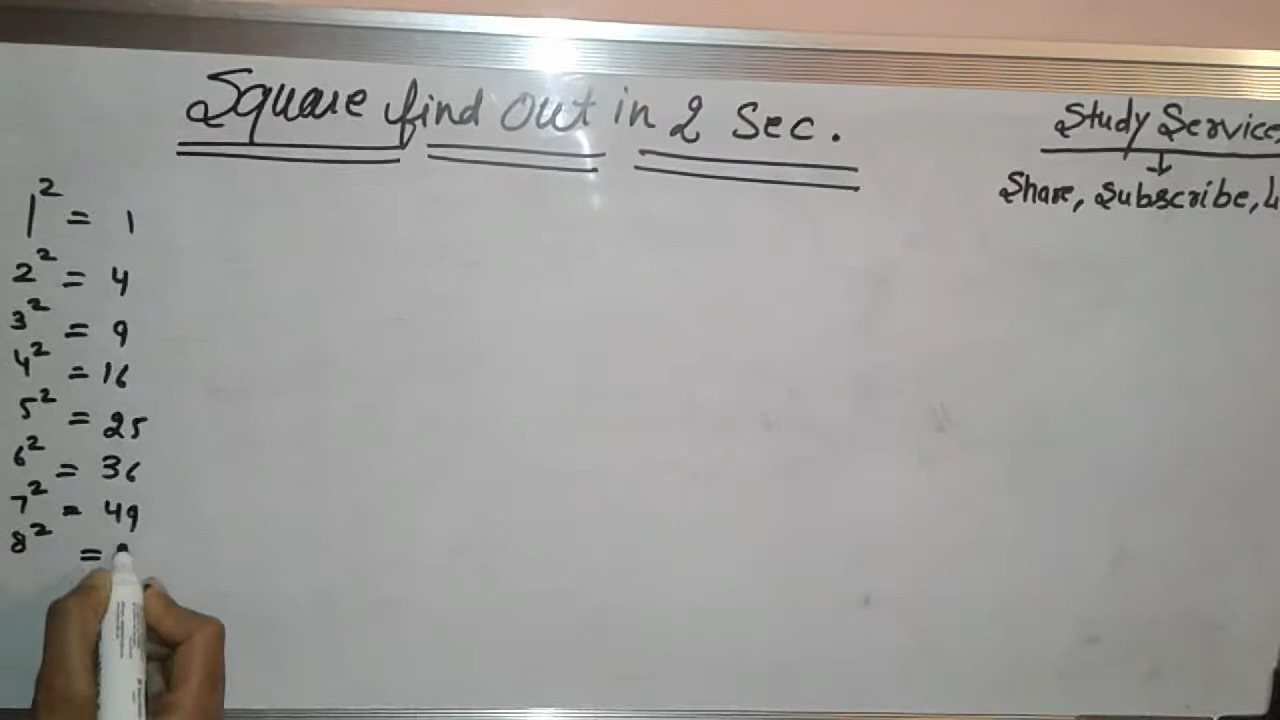 Square find out in 2 Sec.
Study Service
Share, Subscribe,
1² = 1
2² = 4
3² = 9
4² = 16
5² = 25
6² = 36
7² = 49
8² =